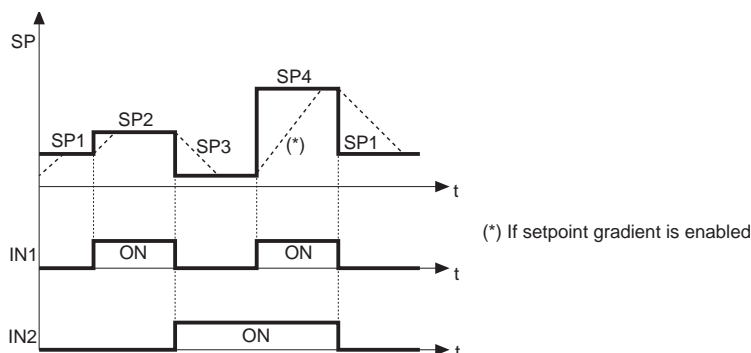 SP
SP4
SP2
SP1
SP3
(*)
SP1
t
(*) If setpoint gradient is enabled
IN1
ON
ON
t
IN2
ON
t